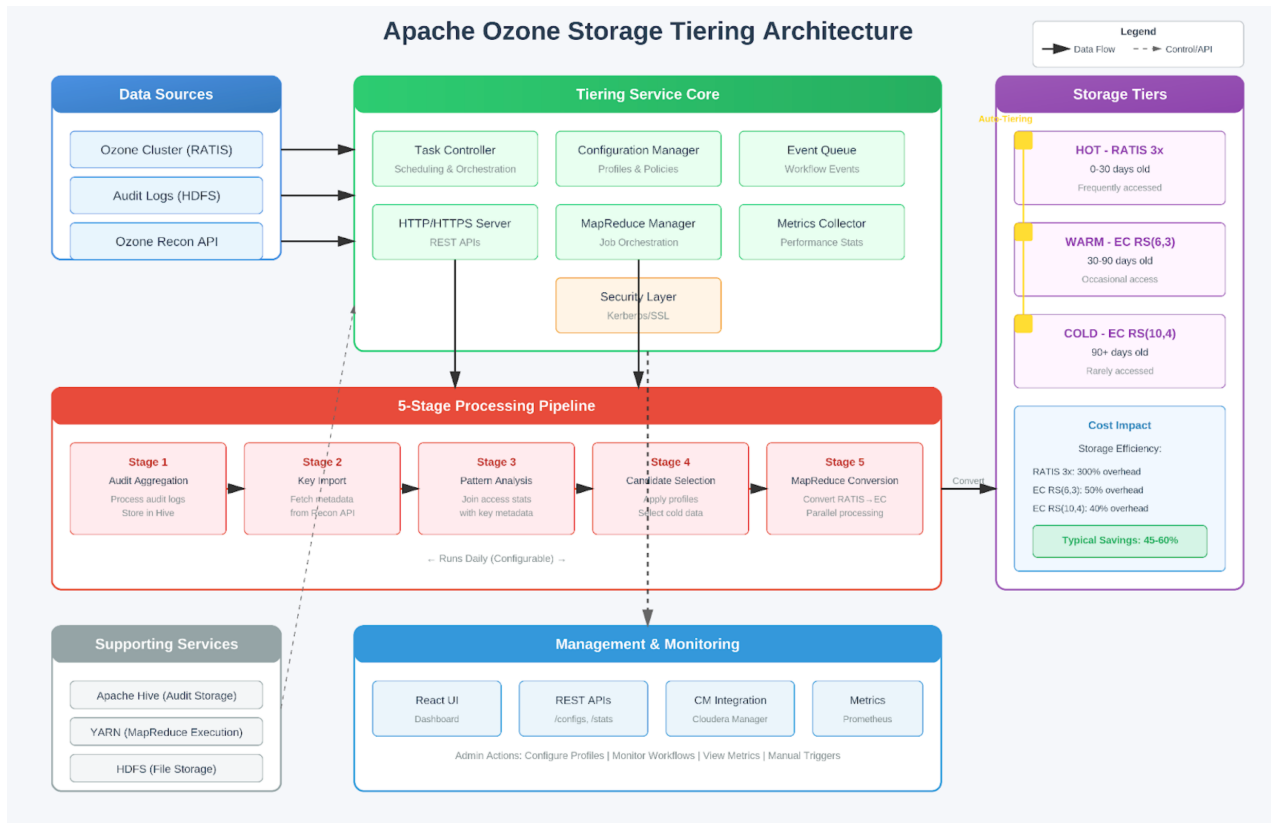 Apache Ozone Storage Tiering Architecture
Legend
Data Flow
Control/API
Data Sources
Ozone Cluster (RATIS)
Audit Logs (HDFS)
Ozone Recon API
Tiering Service Core
Task Controller
Scheduling & Orchestration
Configuration Manager
Profiles & Policies
Event Queue
Workflow Events
HTTP/HTTPS Server
REST APIs
MapReduce Manager
Job Orchestration
Metrics Collector
Performance Stats
Security Layer
Kerberos/SSL
Storage Tiers
Auto-Tiering
HOT - RATIS 3x
0-30 days old
Frequently accessed
WARM - EC RS(6,3)
30-90 days old
Occasional access
COLD - EC RS(10,4)
90+ days old
Rarely accessed
Cost Impact
Storage Efficiency:
RATIS 3x: 300% overhead
EC RS(6,3): 50% overhead
EC RS(10,4): 40% overhead
Typical Savings: 45-60%
5-Stage Processing Pipeline
Stage 1
Audit Aggregation
Process audit logs
Store in Hive
Stage 2
Key Import
Fetch metadata
from Recon API
Stage 3
Pattern Analysis
Join access stats
with key metadata
Stage 4
Candidate Selection
Apply profiles
Select cold data
Stage 5
MapReduce Conversion
Convert RATIS→EC
Parallel processing
Convert
← Runs Daily (Configurable) →
Supporting Services
Apache Hive (Audit Storage)
YARN (MapReduce Execution)
HDFS (File Storage)
Management & Monitoring
React UI
Dashboard
REST APIs
/configs, /stats
CM Integration
Cloudera Manager
Metrics
Prometheus
Admin Actions: Configure Profiles | Monitor Workflows | View Metrics | Manual Triggers